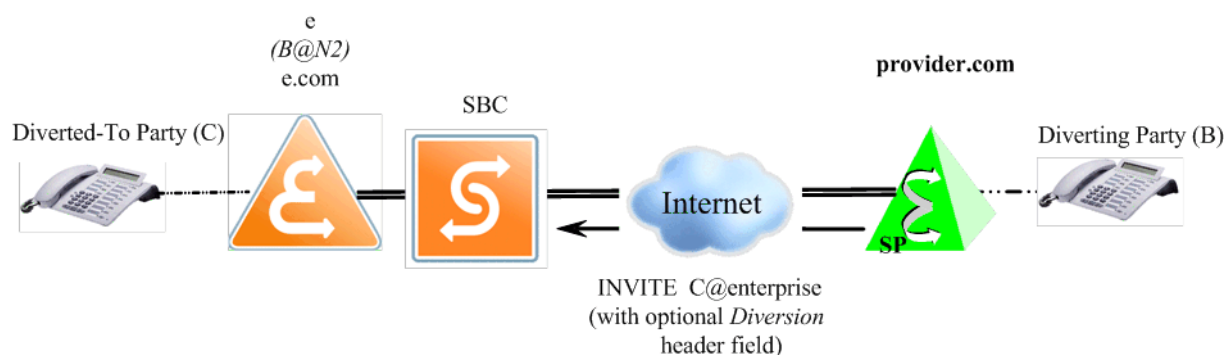 e
(B@N2)
e.com
provider.com
SBC
Diverted-To Party (C)
Diverting Party (B)
Internet
SP
INVITE C@enterprise
(with optional Diversion
header field)